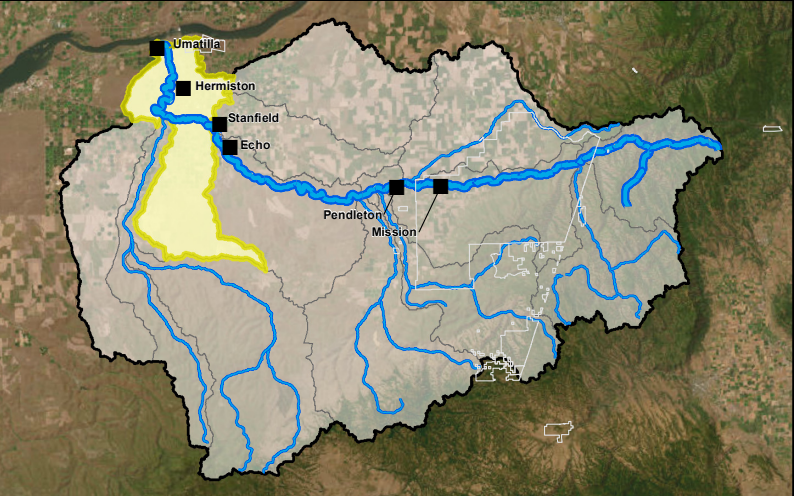 Umatilla
Hermiston
Stanfield
Echo
Pendleton
Mission